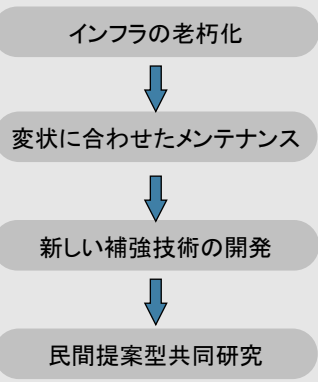 インフラの老朽化
変状に合わせたメンテナンス
新しい補強技術の開発
民間提案型共同研究